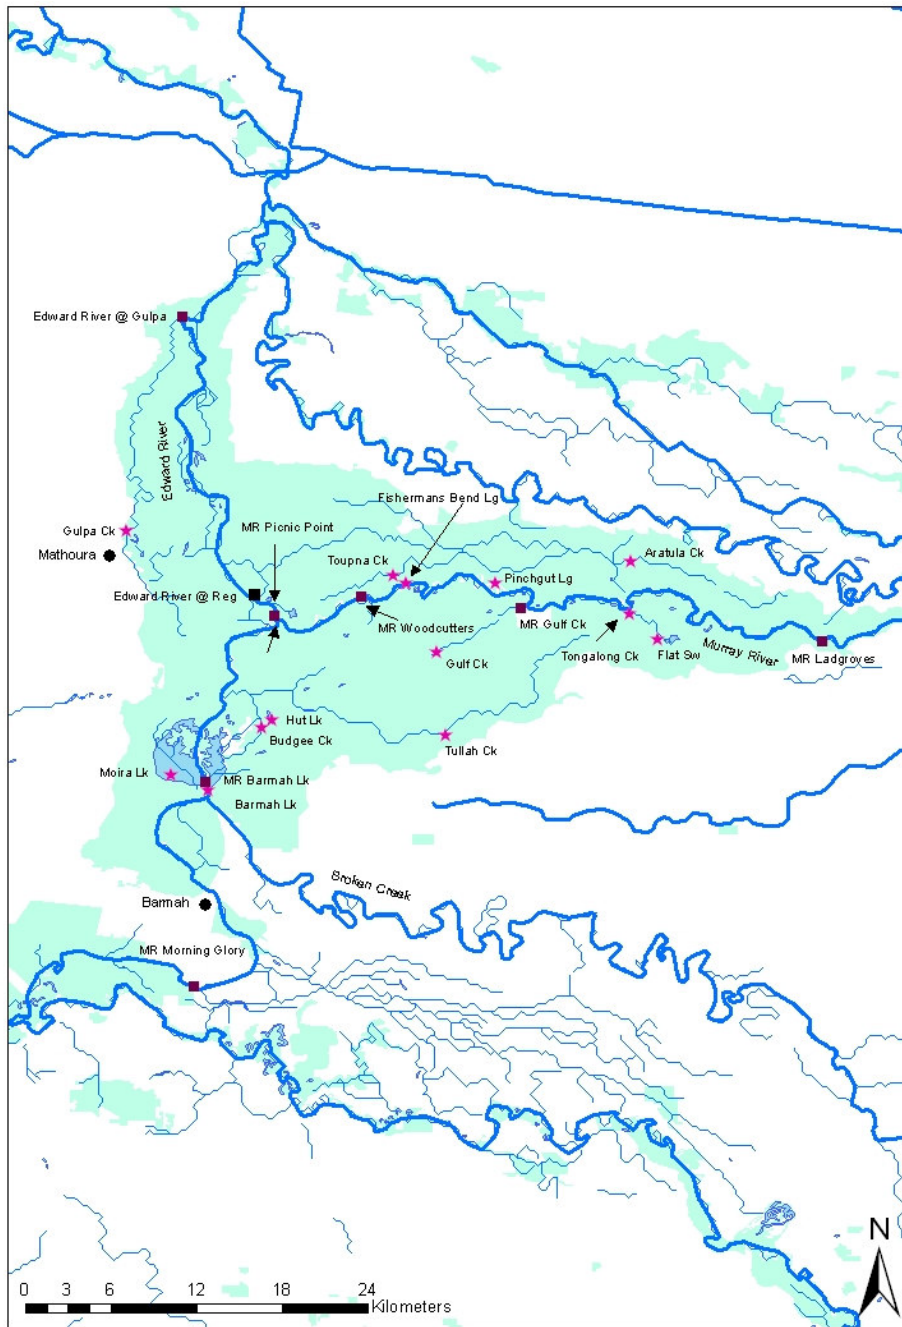 Edward River @ Gulpa
Edward River
Fishermans Bend Lg
MR Picnic Point
Gulpa Ck
Mathoura
Toupna Ck
Aratula Ck
Pinchgut Lg
Edward River @ Reg
MR Woodcutters
MR Gulf Ck
Murray River
Gulf Ck
Tongalong Ck
Flat Sw
MR Ladgroves
Hut Lk
Budgee Ck
Tullah Ck
Moira Lk
MR Barmah Lk
Barmah Lk
Broken Creek
Barmah
MR Morning Glory
N
0 3 6 12 18 24
Kilometers